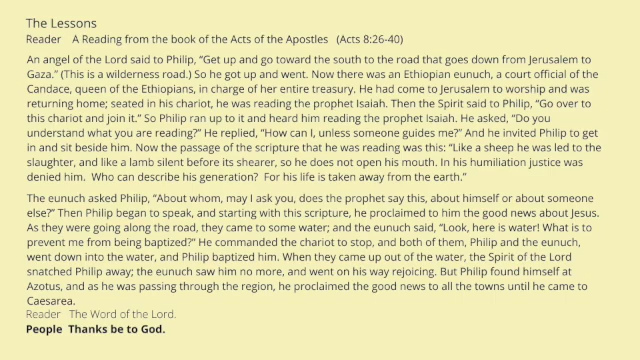 The Lessons
Reader   A Reading from the book of the Acts of the Apostles   (Acts 8:26-40)
An angel of the Lord said to Philip, “Get up and go toward the south to the road that goes down from Jerusalem to
Gaza.” (This is a wilderness road.) So he got up and went. Now there was an Ethiopian eunuch, a court official of the
Candace, queen of the Ethiopians, in charge of her entire treasury. He had come to Jerusalem to worship and was
returning home; seated in his chariot, he was reading the prophet Isaiah. Then the Spirit said to Philip, “Go over to
this chariot and join it.” So Philip ran up to it and heard him reading the prophet Isaiah. He asked, “Do you
understand what you are reading?” He replied, “How can I, unless someone guides me?” And he invited Philip to get
in and sit beside him. Now the passage of the scripture that he was reading was this: “Like a sheep he was led to the
slaughter, and like a lamb silent before its shearer, so he does not open his mouth. In his humiliation justice was
denied him.  Who can describe his generation?  For his life is taken away from the earth.”
The eunuch asked Philip, “About whom, may I ask you, does the prophet say this, about himself or about someone
else?” Then Philip began to speak, and starting with this scripture, he proclaimed to him the good news about Jesus.
As they were going along the road, they came to some water; and the eunuch said, “Look, here is water! What is to
prevent me from being baptized?” He commanded the chariot to stop, and both of them, Philip and the eunuch,
went down into the water, and Philip baptized him. When they came up out of the water, the Spirit of the Lord
snatched Philip away; the eunuch saw him no more, and went on his way rejoicing. But Philip found himself at
Azotus, and as he was passing through the region, he proclaimed the good news to all the towns until he came to
Caesarea.
Reader   The Word of the Lord.
People  Thanks be to God.